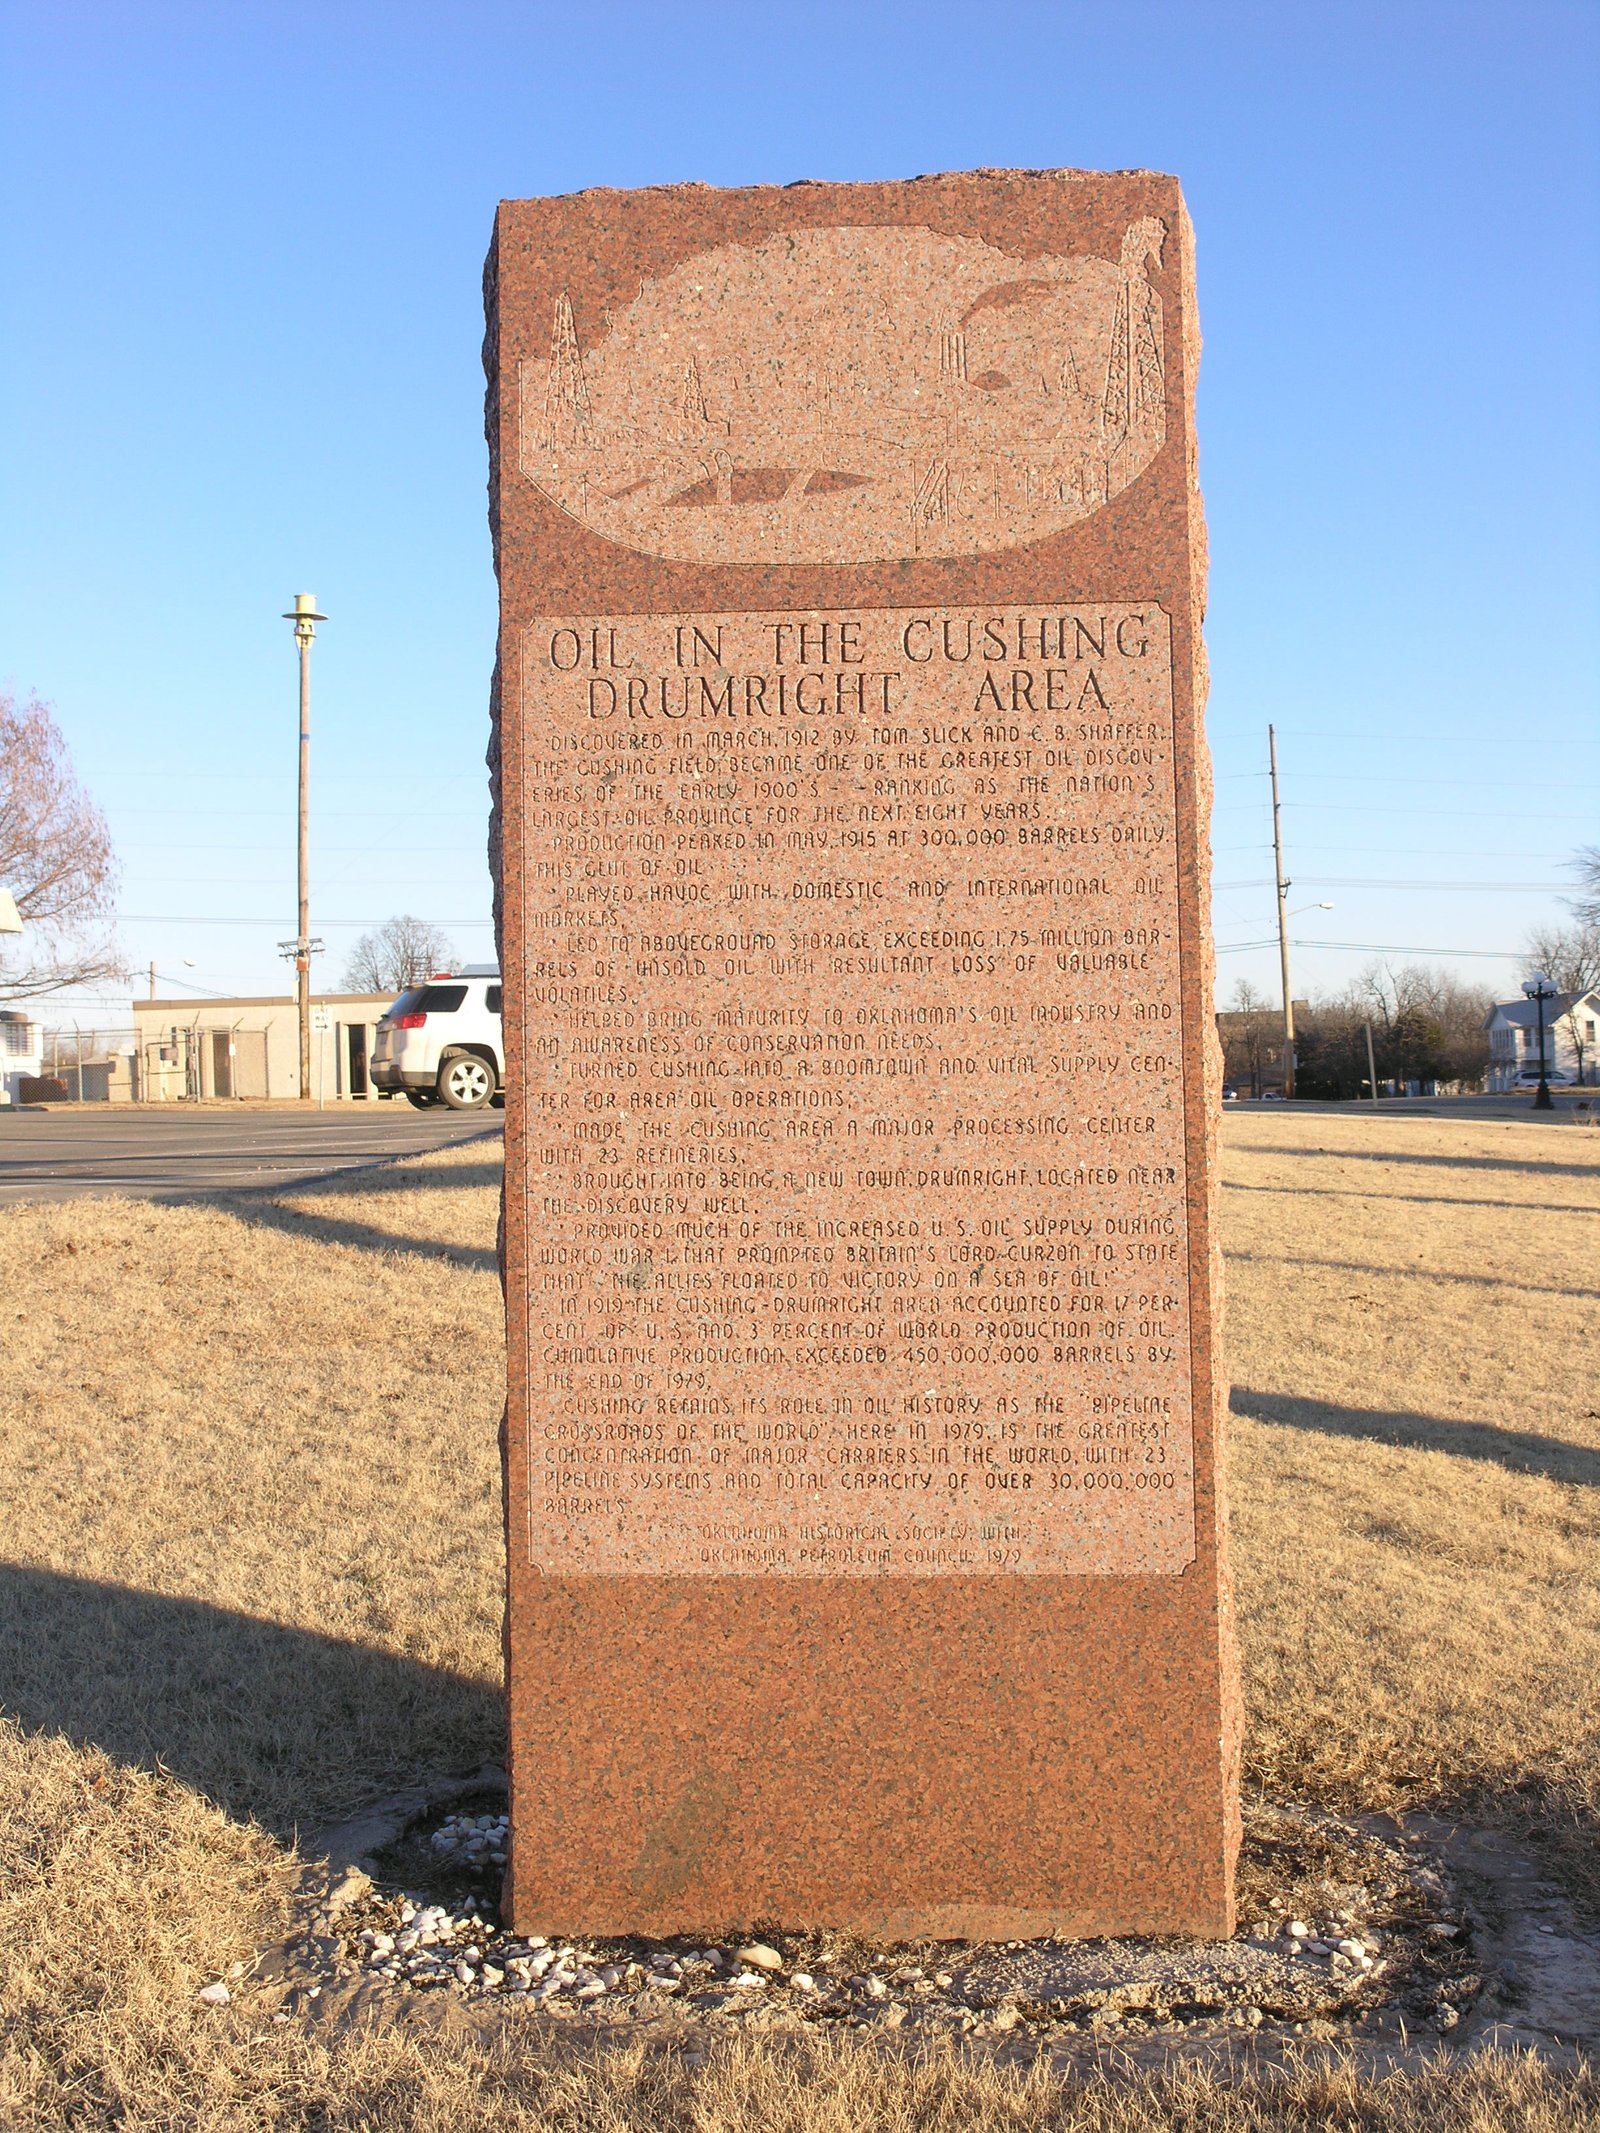 OIL IN THE CUSHING
DRUMRIGHT AREA
DISCOVERED IN MARCH, 1912 BY TOM SLICK AND C. B. SHAFFER,
THE CUSHING FIELD, BECAME ONE OF THE GREATEST OIL DISCOV-
ERIES OF THE EARLY 1900'S - - RANKING AS THE NATION'S
LARGEST OIL PROVINCE FOR THE NEXT EIGHT YEARS.
PRODUCTION PEAKED IN MAY, 1915 AT 300,000 BARRELS DAILY.
THIS GLUT OF OIL
PLAYED HAVOC WITH DOMESTIC AND INTERNATIONAL OIL
MARKETS.
LED TO ABOVEGROUND STORAGE EXCEEDING 1.75 MILLION BAR-
RELS OF UNSOLD OIL WITH RESULTANT LOSS OF VALUABLE
VOLATILES.
HELPED BRING MATURITY TO OKLAHOMA'S OIL INDUSTRY AND
AN AWARENESS OF CONSERVATION NEEDS.
TURNED CUSHING INTO A BOOMTOWN AND VITAL SUPPLY CEN-
TER FOR AREA OIL OPERATIONS.
MADE THE CUSHING AREA A MAJOR PROCESSING CENTER
WITH 23 REFINERIES.
BROUGHT INTO BEING A NEW TOWN, DRUMRIGHT, LOCATED NEAR
THE DISCOVERY WELL.
PROVIDED MUCH OF THE INCREASED U. S. OIL SUPPLY DURING
WORLD WAR I, THAT PROMPTED BRITAIN'S LORD CURZON TO STATE
THAT "THE ALLIES FLOATED TO VICTORY ON A SEA OF OIL!"
IN 1919 THE CUSHING-DRUMRIGHT AREA ACCOUNTED FOR 17 PER-
CENT OF U. S. AND 3 PERCENT OF WORLD PRODUCTION OF OIL.
CUMULATIVE PRODUCTION EXCEEDED 450,000,000 BARRELS BY
THE END OF 1979.
CUSHING RETAINS ITS ROLE IN OIL HISTORY AS THE "PIPELINE
CROSSROADS OF THE WORLD". HERE IN 1979, IS THE GREATEST
CONCENTRATION OF MAJOR CARRIERS IN THE WORLD, WITH 23
PIPELINE SYSTEMS AND TOTAL CAPACITY OF OVER 30,000,000
BARRELS
OKLAHOMA HISTORICAL SOCIETY WITH
OKLAHOMA PETROLEUM COUNCIL 1979
ONE
WAY